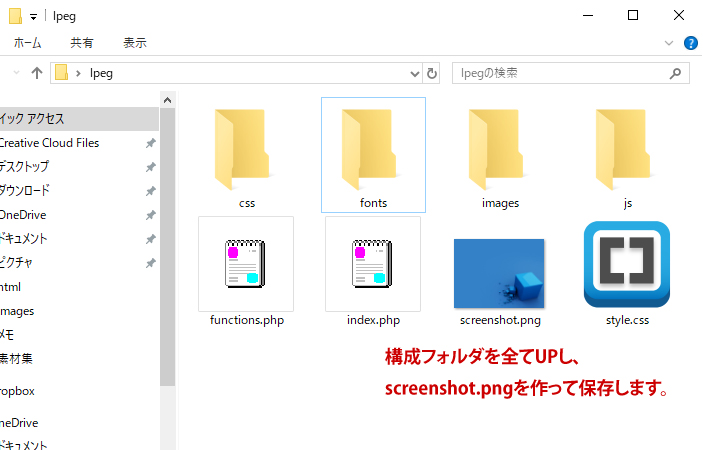 lpeg
ホーム 共有 表示
lpeg
lpegの検索
イック アクセス
Creative Cloud Files
デスクトップ
ダウンロード
OneDrive
ドキュメント
ピクチャ
html
images
メモ
素材集
ropbox
neDrive
ドキュメント
css fonts images js
functions.php index.php screenshot.png style.css
構成フォルダを全てUPし、
screenshot.pngを作って保存します。